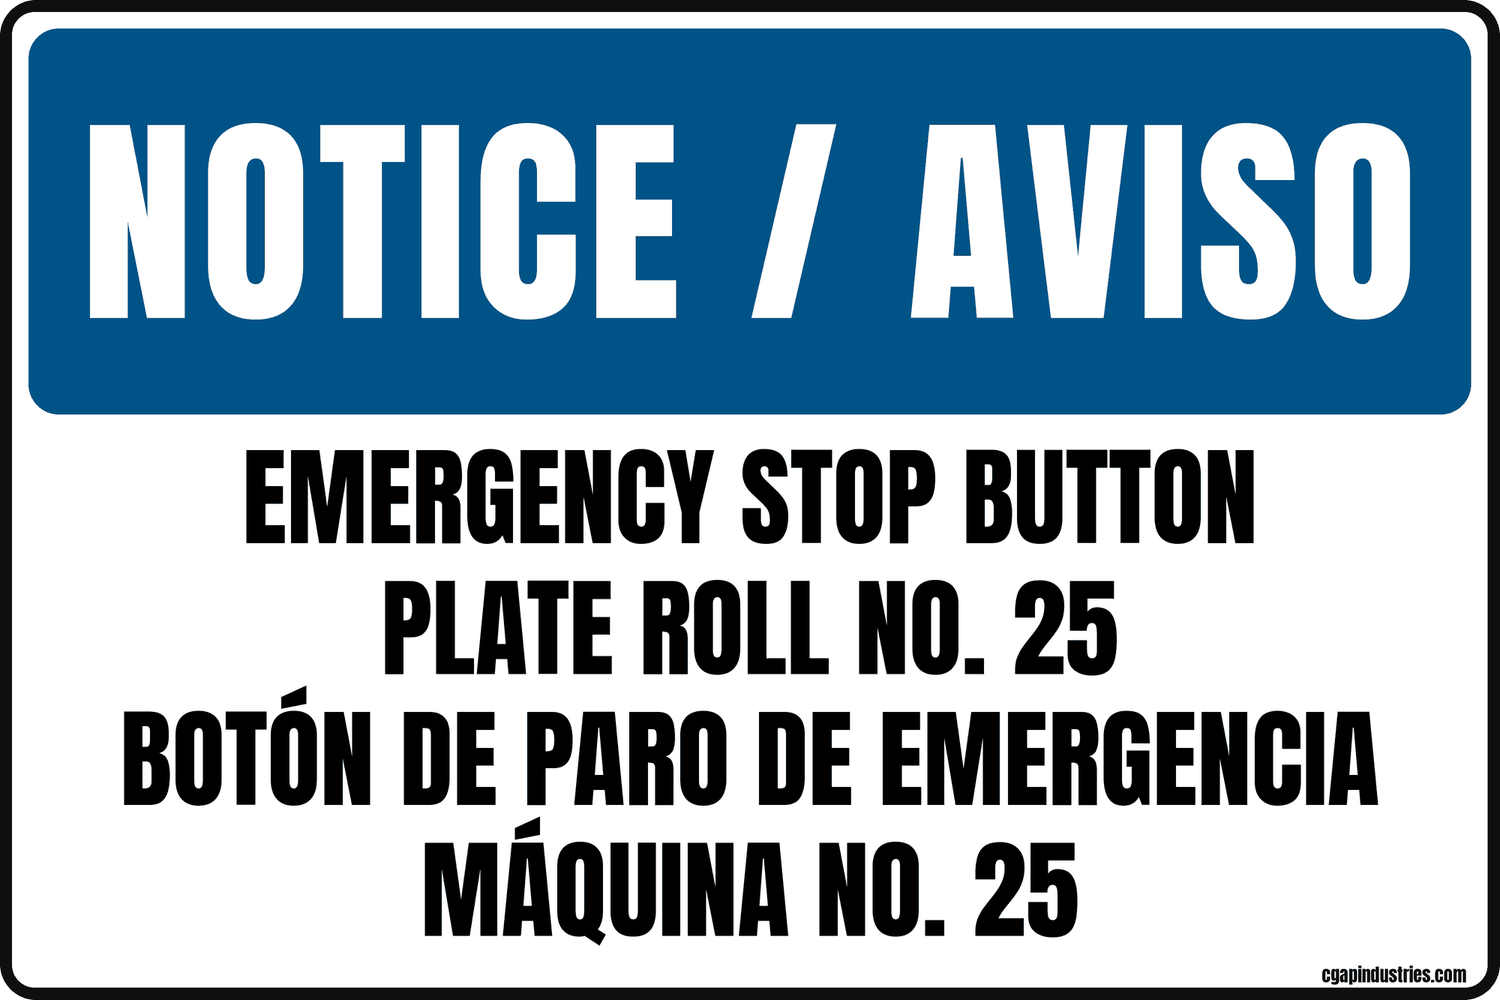 NOTICE / AVISO
EMERGENCY STOP BUTTON
PLATE ROLL NO. 25
BOTÓN DE PARO DE EMERGENCIA
MÁQUINA NO. 25
cgapindustries.com